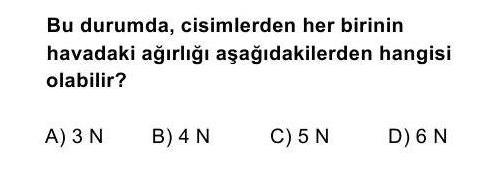 Bu durumda, cisimlerden her birinin
havadaki ağırlığı aşağıdakilerden hangisi
olabilir?
A) 3 N B) 4 N C) 5 N D) 6 N